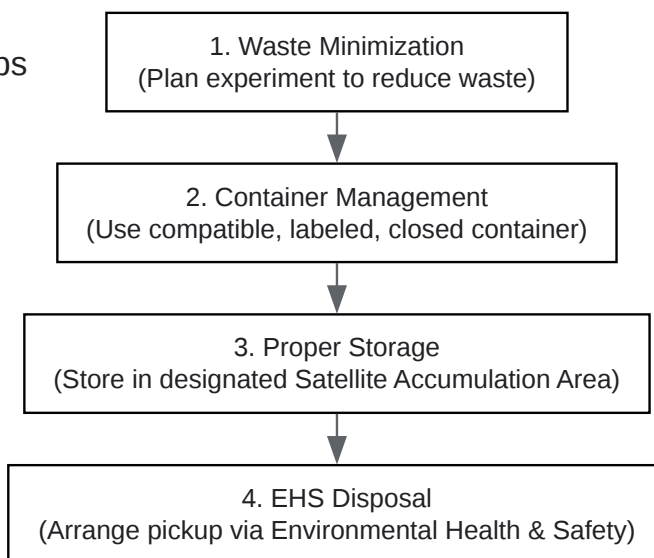 1. Waste Minimization
(Plan experiment to reduce waste)
2. Container Management
(Use compatible, labeled, closed container)
3. Proper Storage
(Store in designated Satellite Accumulation Area)
4. EHS Disposal
(Arrange pickup via Environmental Health & Safety)